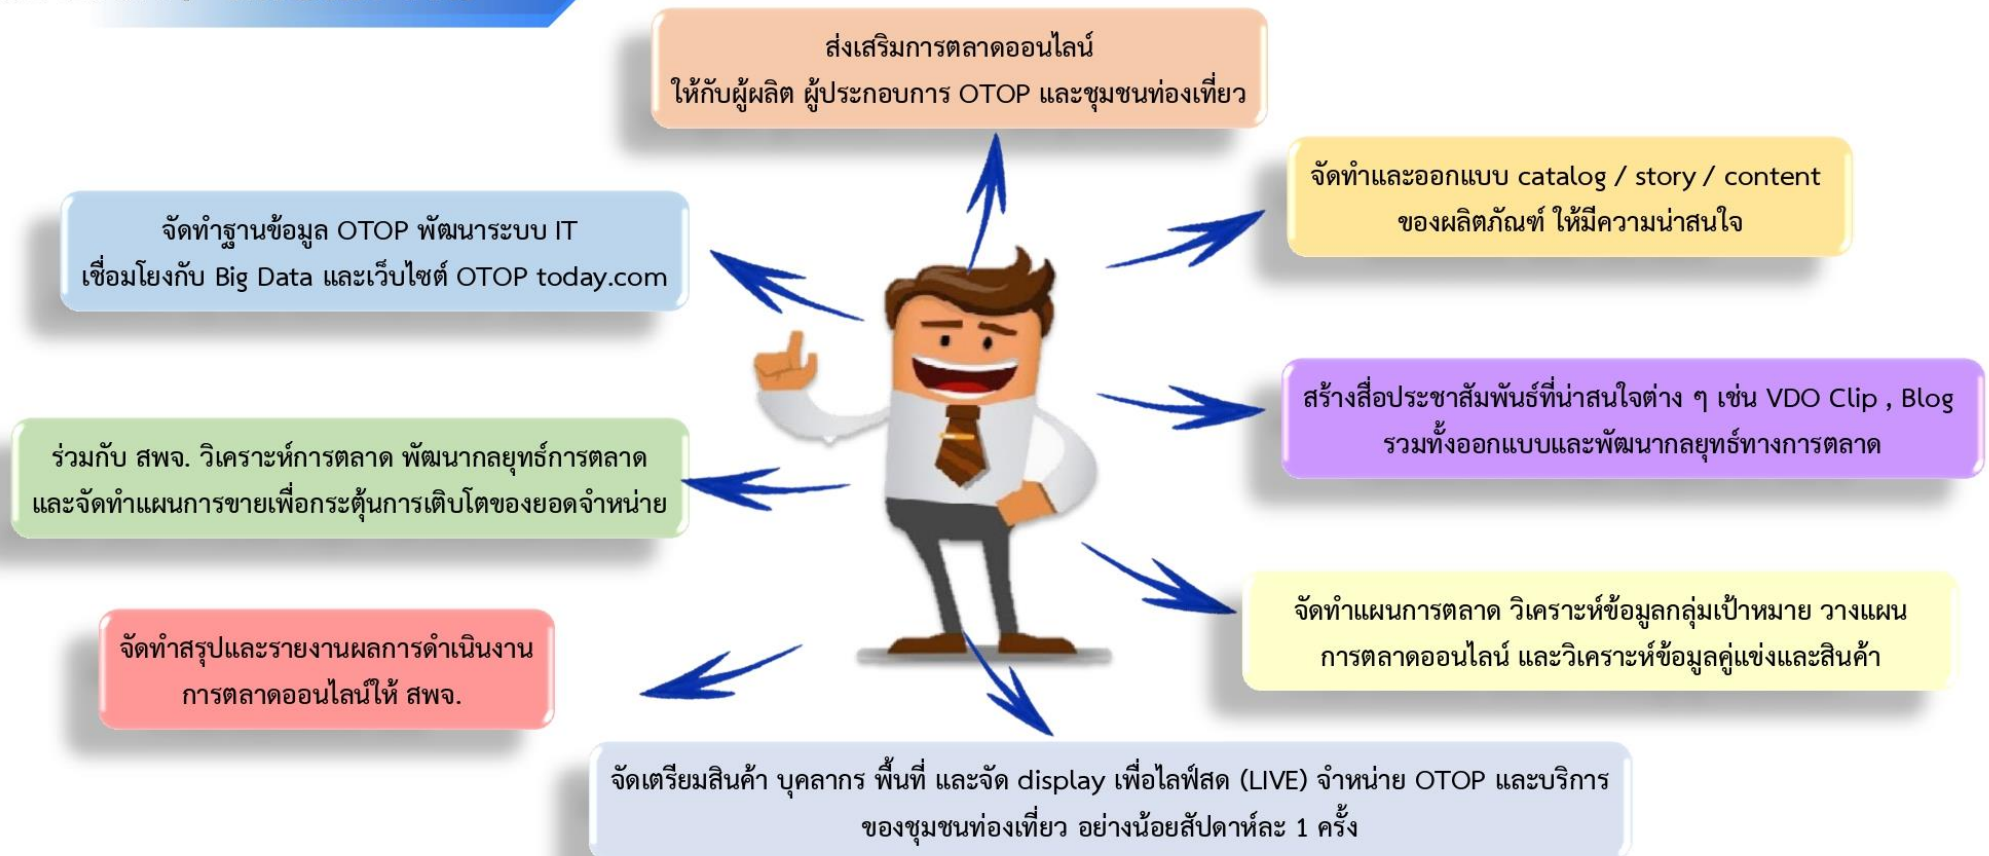 ส่งเสริมการตลาดออนไลน์
ให้กับผู้ผลิต ผู้ประกอบการ OTOP และชุมชนท่องเที่ยว
จัดทำและออกแบบ catalog / story / content
ของผลิตภัณฑ์ ให้มีความน่าสนใจ
จัดทำฐานข้อมูล OTOP พัฒนาระบบ IT
เชื่อมโยงกับ Big Data และเว็บไซต์ OTOP today.com
สร้างสื่อประชาสัมพันธ์ที่น่าสนใจต่าง ๆ เช่น VDO Clip , Blog
รวมทั้งออกแบบและพัฒนากลยุทธ์ทางการตลาด
ร่วมกับ สพจ. วิเคราะห์การตลาด พัฒนากลยุทธ์การตลาด
และจัดทำแผนการขายเพื่อกระตุ้นการเติบโตของยอดจำหน่าย
จัดทำแผนการตลาด วิเคราะห์ข้อมูลกลุ่มเป้าหมาย วางแผน
การตลาดออนไลน์ และวิเคราะห์ข้อมูลคู่แข่งและสินค้า
จัดทำสรุปและรายงานผลการดำเนินงาน
การตลาดออนไลน์ให้ สพจ.
จัดเตรียมสินค้า บุคลากร พื้นที่ และจัด display เพื่อไลฟ์สด (LIVE) จำหน่าย OTOP และบริการ
ของชุมชนท่องเที่ยว อย่างน้อยสัปดาห์ละ 1 ครั้ง